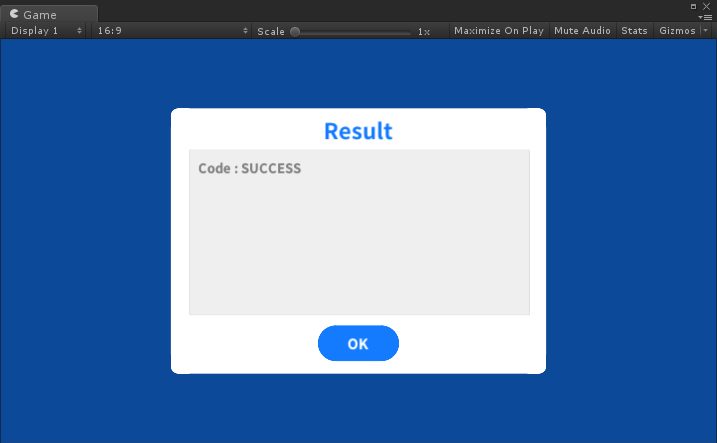 Game
Display 1 16:9 Scale 1x Maximize On Play Mute Audio Stats Gizmos
Result
Code : SUCCESS
OK